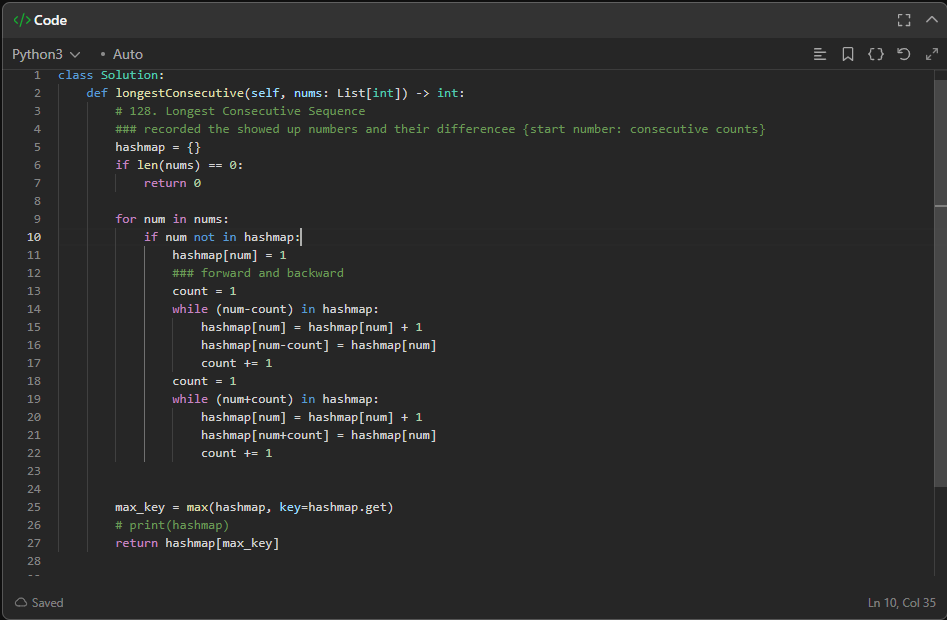 </> Code
Python3 • Auto
1 class Solution:
2 def longestConsecutive(self, nums: List[int]) -> int:
3 # 128. Longest Consecutive Sequence
4 ### recorded the showed up numbers and their differencee {start number: consecutive counts}
5 hashmap = {}
6 if len(nums) == 0:
7 return 0
8
9 for num in nums:
10 if num not in hashmap:
11 hashmap[num] = 1
12 ### forward and backward
13 count = 1
14 while (num-count) in hashmap:
15 hashmap[num] = hashmap[num] + 1
16 hashmap[num-count] = hashmap[num]
17 count += 1
18 count = 1
19 while (num+count) in hashmap:
20 hashmap[num] = hashmap[num] + 1
21 hashmap[num+count] = hashmap[num]
22 count += 1
23
24
25 max_key = max(hashmap, key=hashmap.get)
26 # print(hashmap)
27 return hashmap[max_key]
28
Saved Ln 10, Col 35